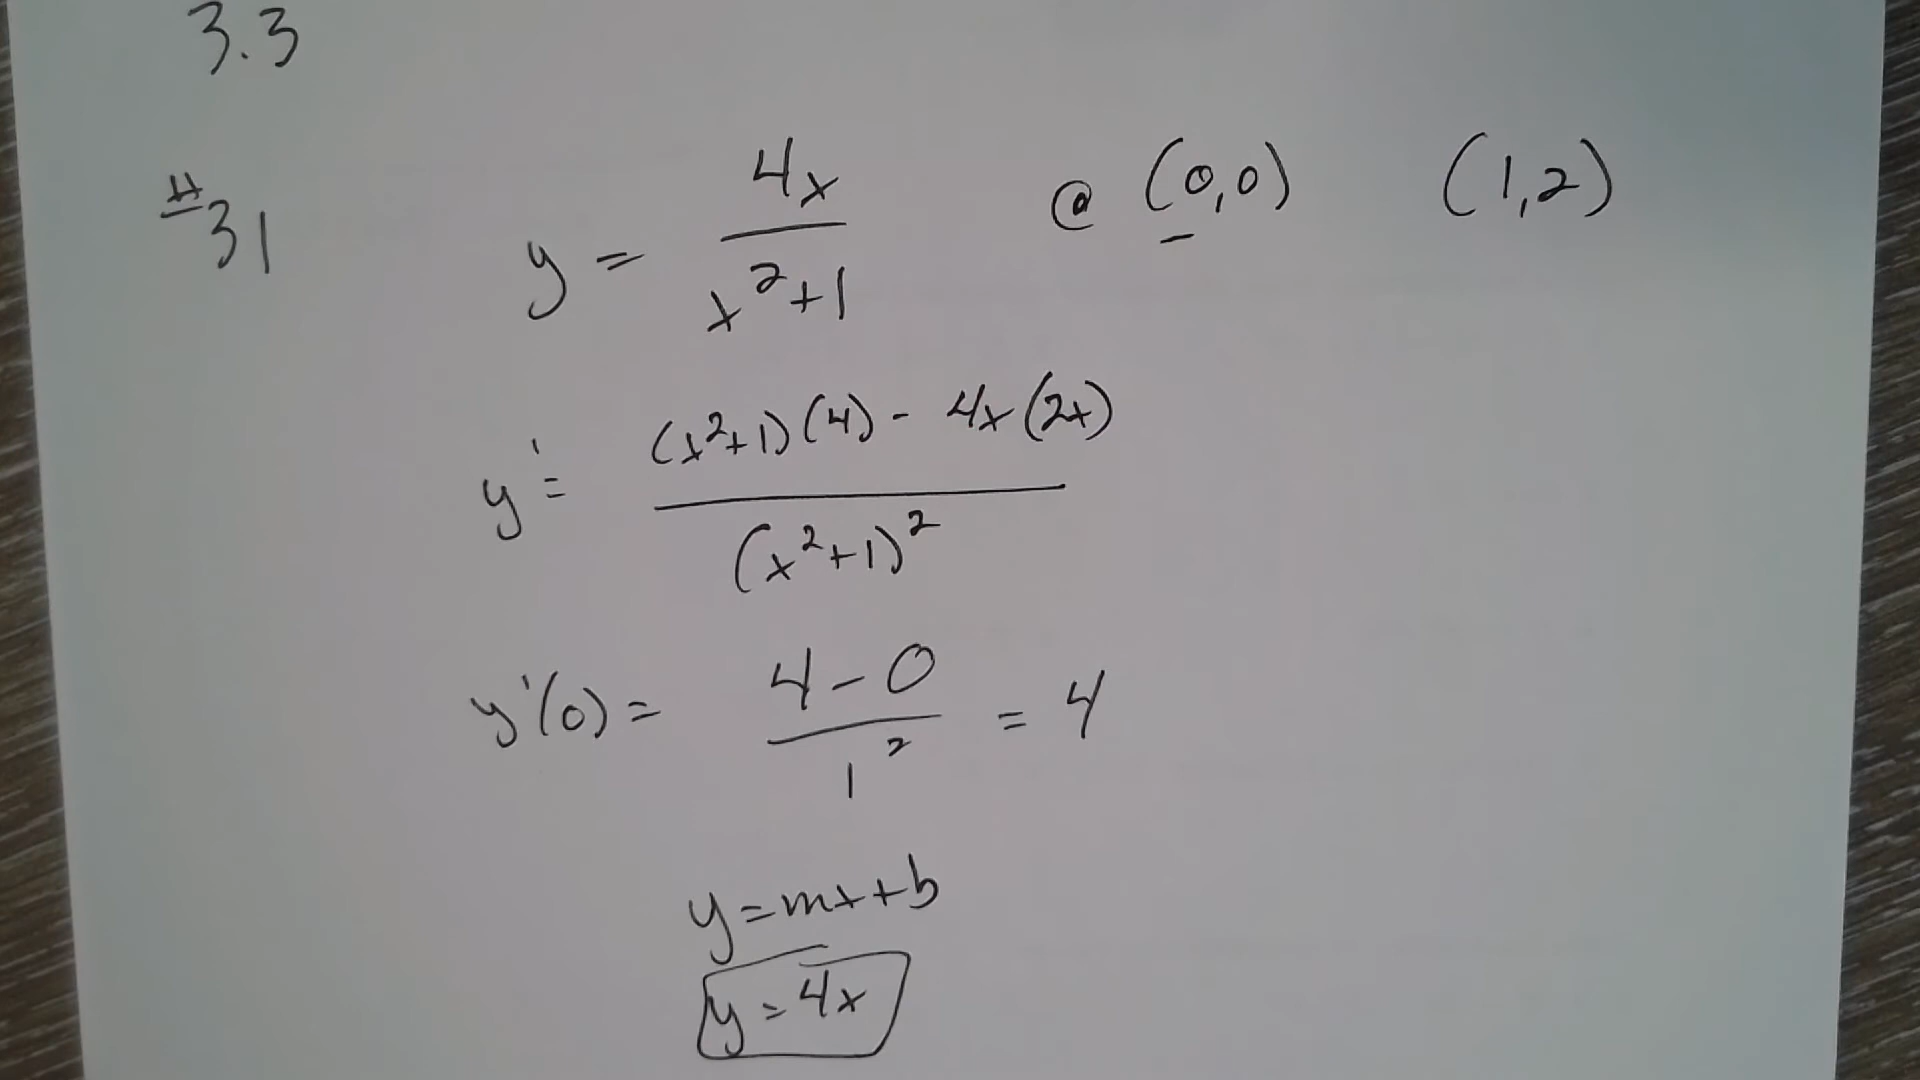 3.3
#31 y = 4x / x²+1 @ (0,0) (1,2)
y' = (x²+1)(4) - 4x(2x) / (x²+1)²
y'(0) = 4-0 / 1² = 4
y=mx+b
y=4x